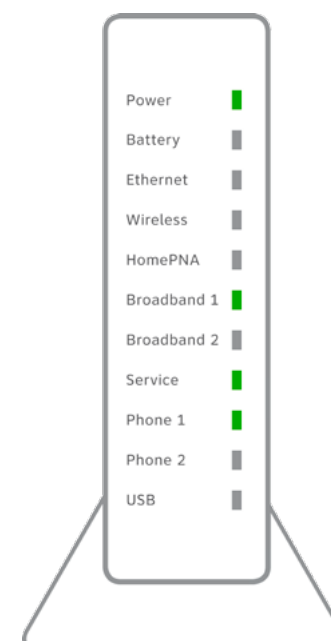 Power
Battery
Ethernet
Wireless
HomePNA
Broadband 1
Broadband 2
Service
Phone 1
Phone 2
USB